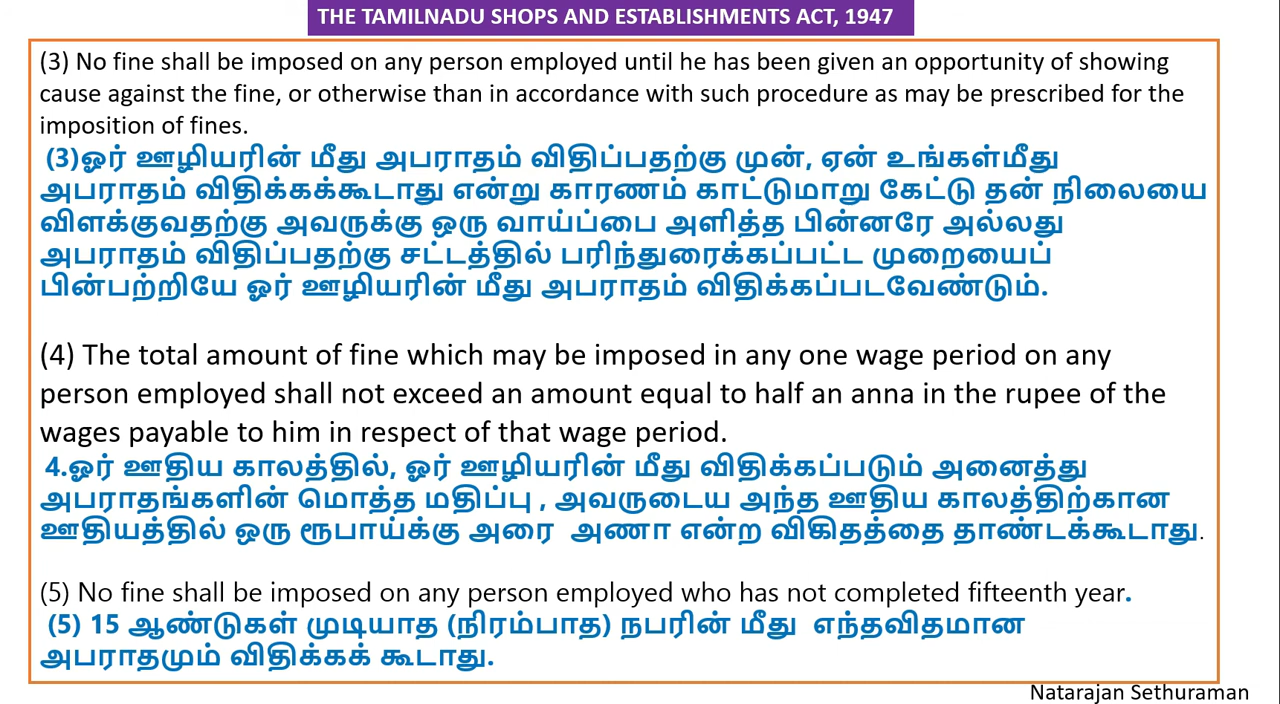 THE TAMILNADU SHOPS AND ESTABLISHMENTS ACT, 1947
(3) No fine shall be imposed on any person employed until he has been given an opportunity of showing
cause against the fine, or otherwise than in accordance with such procedure as may be prescribed for the
imposition of fines.
(3)ஓர் ஊழியரின் மீது அபராதம் விதிப்பதற்கு முன், ஏன் உங்கள்மீது
அபராதம் விதிக்கக்கூடாது என்று காரணம் காட்டுமாறு கேட்டு தன் நிலையை
விளக்குவதற்கு அவருக்கு ஒரு வாய்ப்பை அளித்த பின்னரே அல்லது
அபராதம் விதிப்பதற்கு சட்டத்தில் பரிந்துரைக்கப்பட்ட முறையைப்
பின்பற்றியே ஓர் ஊழியரின் மீது அபராதம் விதிக்கப்படவேண்டும்.
(4) The total amount of fine which may be imposed in any one wage period on any
person employed shall not exceed an amount equal to half an anna in the rupee of the
wages payable to him in respect of that wage period.
4.ஓர் ஊதிய காலத்தில், ஓர் ஊழியரின் மீது விதிக்கப்படும் அனைத்து
அபராதங்களின் மொத்த மதிப்பு , அவருடைய அந்த ஊதிய காலத்திற்கான
ஊதியத்தில் ஒரு ரூபாய்க்கு அரை அணா என்ற விகிதத்தை தாண்டக்கூடாது.
(5) No fine shall be imposed on any person employed who has not completed fifteenth year.
(5) 15 ஆண்டுகள் முடியாத (நிரம்பாத) நபரின் மீது எந்தவிதமான
அபராதமும் விதிக்கக் கூடாது.
Natarajan Sethuraman